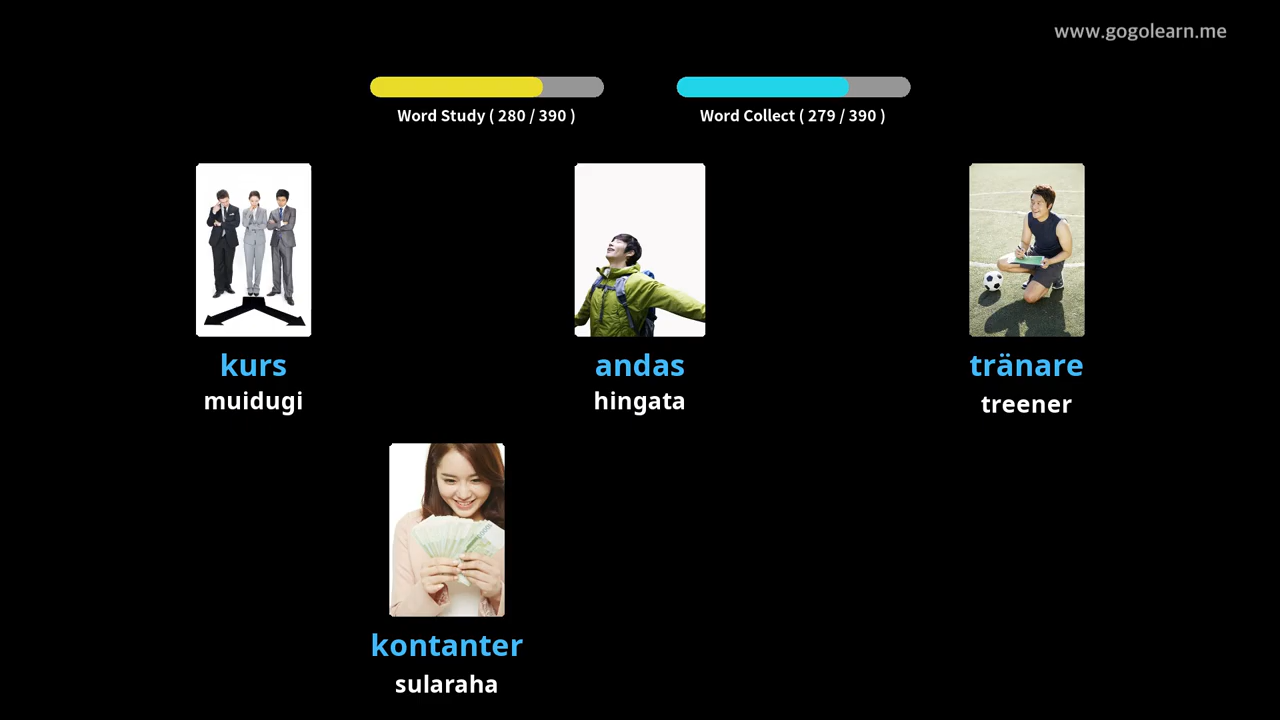 www.gogolearn.me
Word Study ( 280 / 390 )
Word Collect ( 279 / 390 )
kurs
muidugi
andas
hingata
tränare
treener
kontanter
sularaha